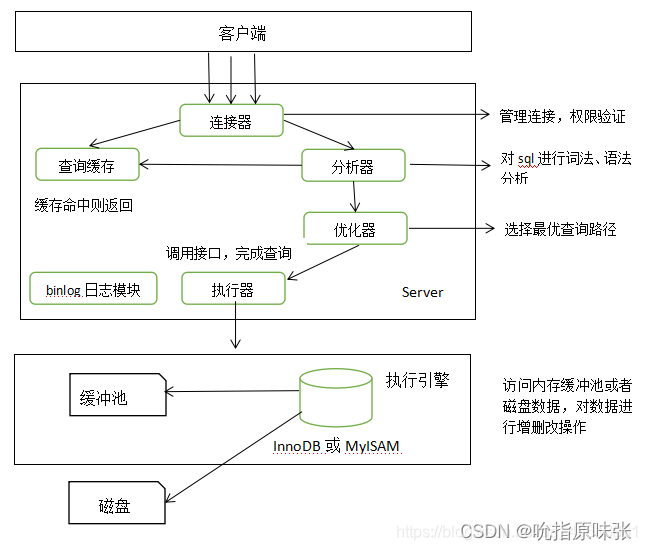 客户端
连接器
管理连接，权限验证
查询缓存
分析器
对 sql 进行词法、语法
分析
缓存命中则返回
优化器
选择最优查询路径
调用接口，完成查询
binlog 日志模块
执行器
Server
执行引擎
缓冲池
访问内存缓冲池或者
磁盘数据，对数据进
行增删改操作
InnoDB 或 MyISAM
磁盘
CSDN @吮指原味张